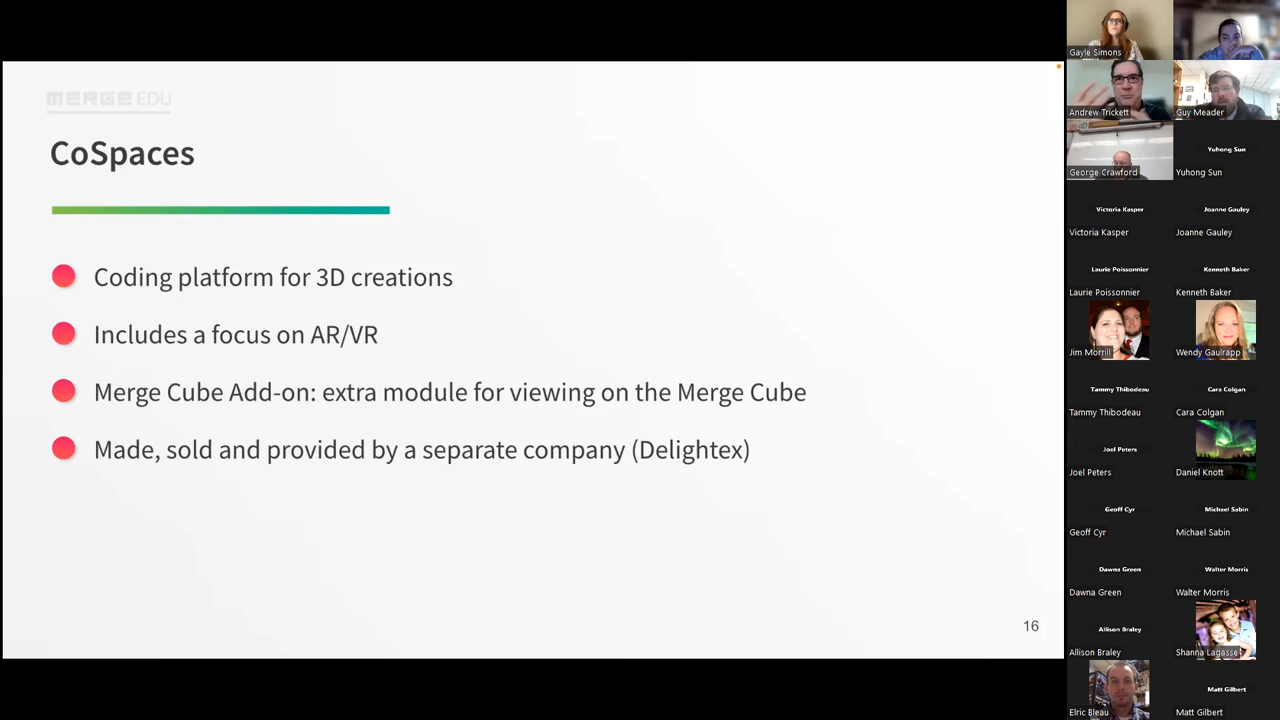 MERGE EDU
CoSpaces
Coding platform for 3D creations
Includes a focus on AR/VR
Merge Cube Add-on: extra module for viewing on the Merge Cube
Made, sold and provided by a separate company (Delightex)
16
Gayle Simons
Andrew Trickett
Guy Meader
George Crawford
Yuhong Sun
Yuhong Sun
Victoria Kasper
Victoria Kasper
Joanne Gauley
Joanne Gauley
Laurie Poissonnier
Laurie Poissonnier
Kenneth Baker
Kenneth Baker
Jim Morrill
Wendy Gaulrapp
Tammy Thibodeau
Tammy Thibodeau
Cara Colgan
Cara Colgan
Joel Peters
Joel Peters
Daniel Knott
Geoff Cyr
Geoff Cyr
Michael Sabin
Michael Sabin
Dawna Green
Dawna Green
Walter Morris
Walter Morris
Allison Braley
Allison Braley
Shanna Lagasse
Elric Bleau
Matt Gilbert
Matt Gilbert